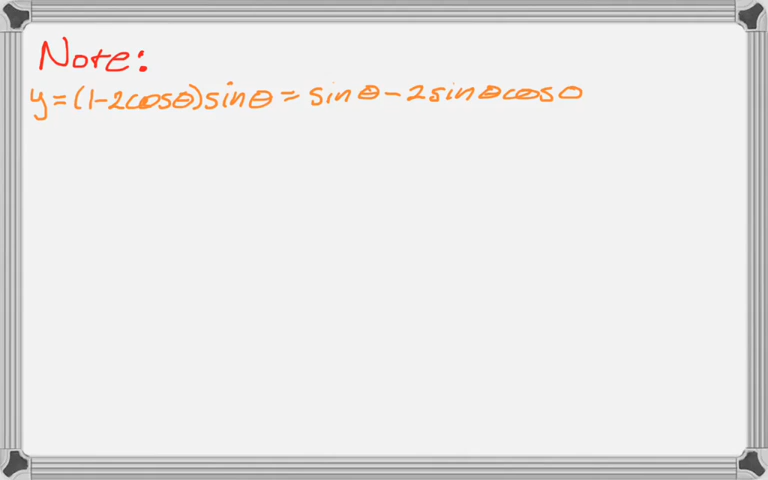 Note:
y = (1-2cosθ)sinθ = sinθ - 2sinθcosθ